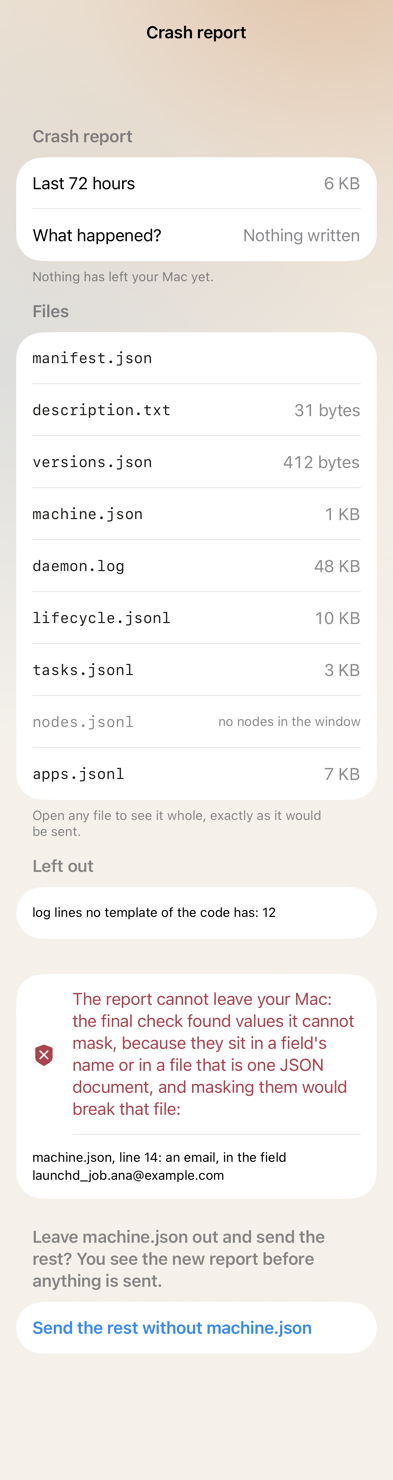 Crash report
Crash report
Last 72 hours 6 KB
What happened? Nothing written
Nothing has left your Mac yet.
Files
manifest.json
description.txt 31 bytes
versions.json 412 bytes
machine.json 1 KB
daemon.log 48 KB
lifecycle.jsonl 10 KB
tasks.jsonl 3 KB
nodes.jsonl no nodes in the window
apps.jsonl 7 KB
Open any file to see it whole, exactly as it would
be sent.
Left out
log lines no template of the code has: 12
The report cannot leave your Mac:
the final check found values it cannot
mask, because they sit in a field's
name or in a file that is one JSON
document, and masking them would
break that file:
machine.json, line 14: an email, in the field
launchd_job.ana@example.com
Leave machine.json out and send the
rest? You see the new report before
anything is sent.
Send the rest without machine.json